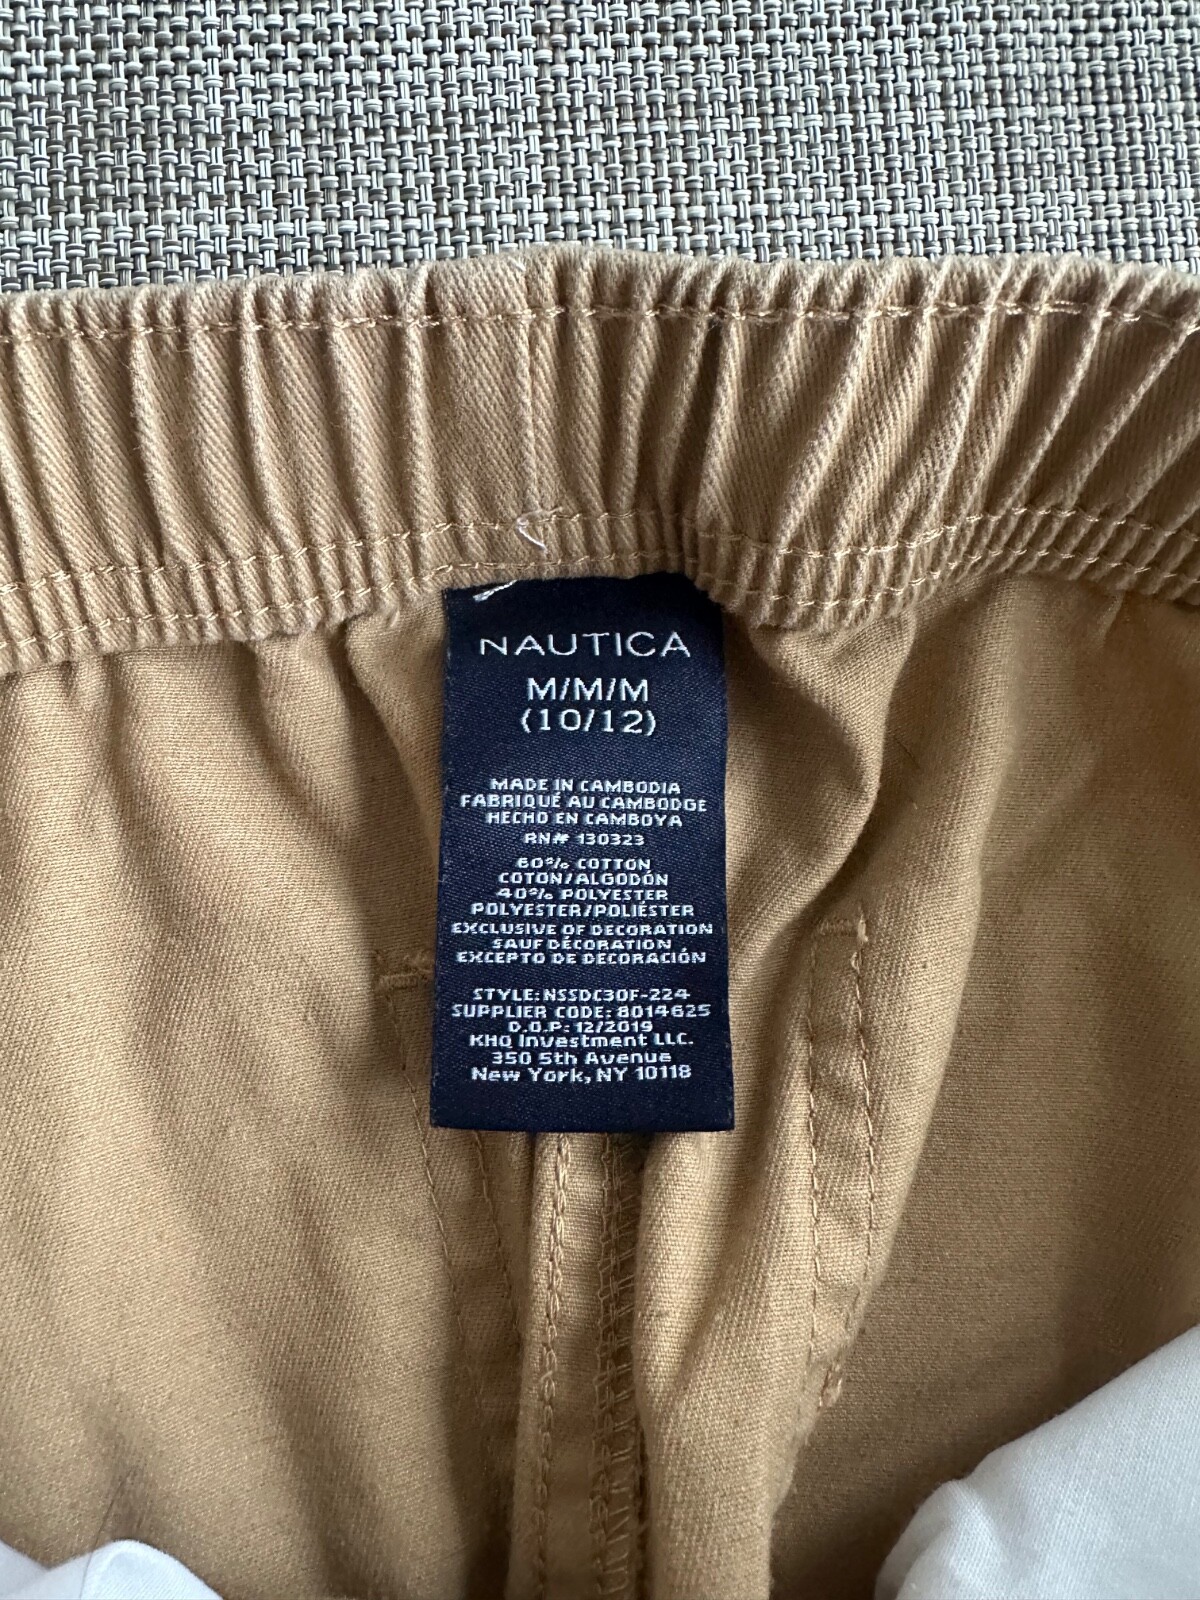 NAUTICA
M/M/M
(10/12)
MADE IN CAMBODIA
FABRIQUÉ AU CAMBODGE
HECHO EN CAMBOYA
RN# 130323
60% COTTON
COTON/ALGODÓN
40% POLYESTER
POLYESTER/POLIÉSTER
EXCLUSIVE OF DECORATION
SAUF DÉCORATION
EXCEPTO DE DECORACIÓN
STYLE: NSSDC30F-224
SUPPLIER CODE: 8014625
D.O.P: 12/2019
KHQ Investment LLC.
350 5th Avenue
New York, NY 10118